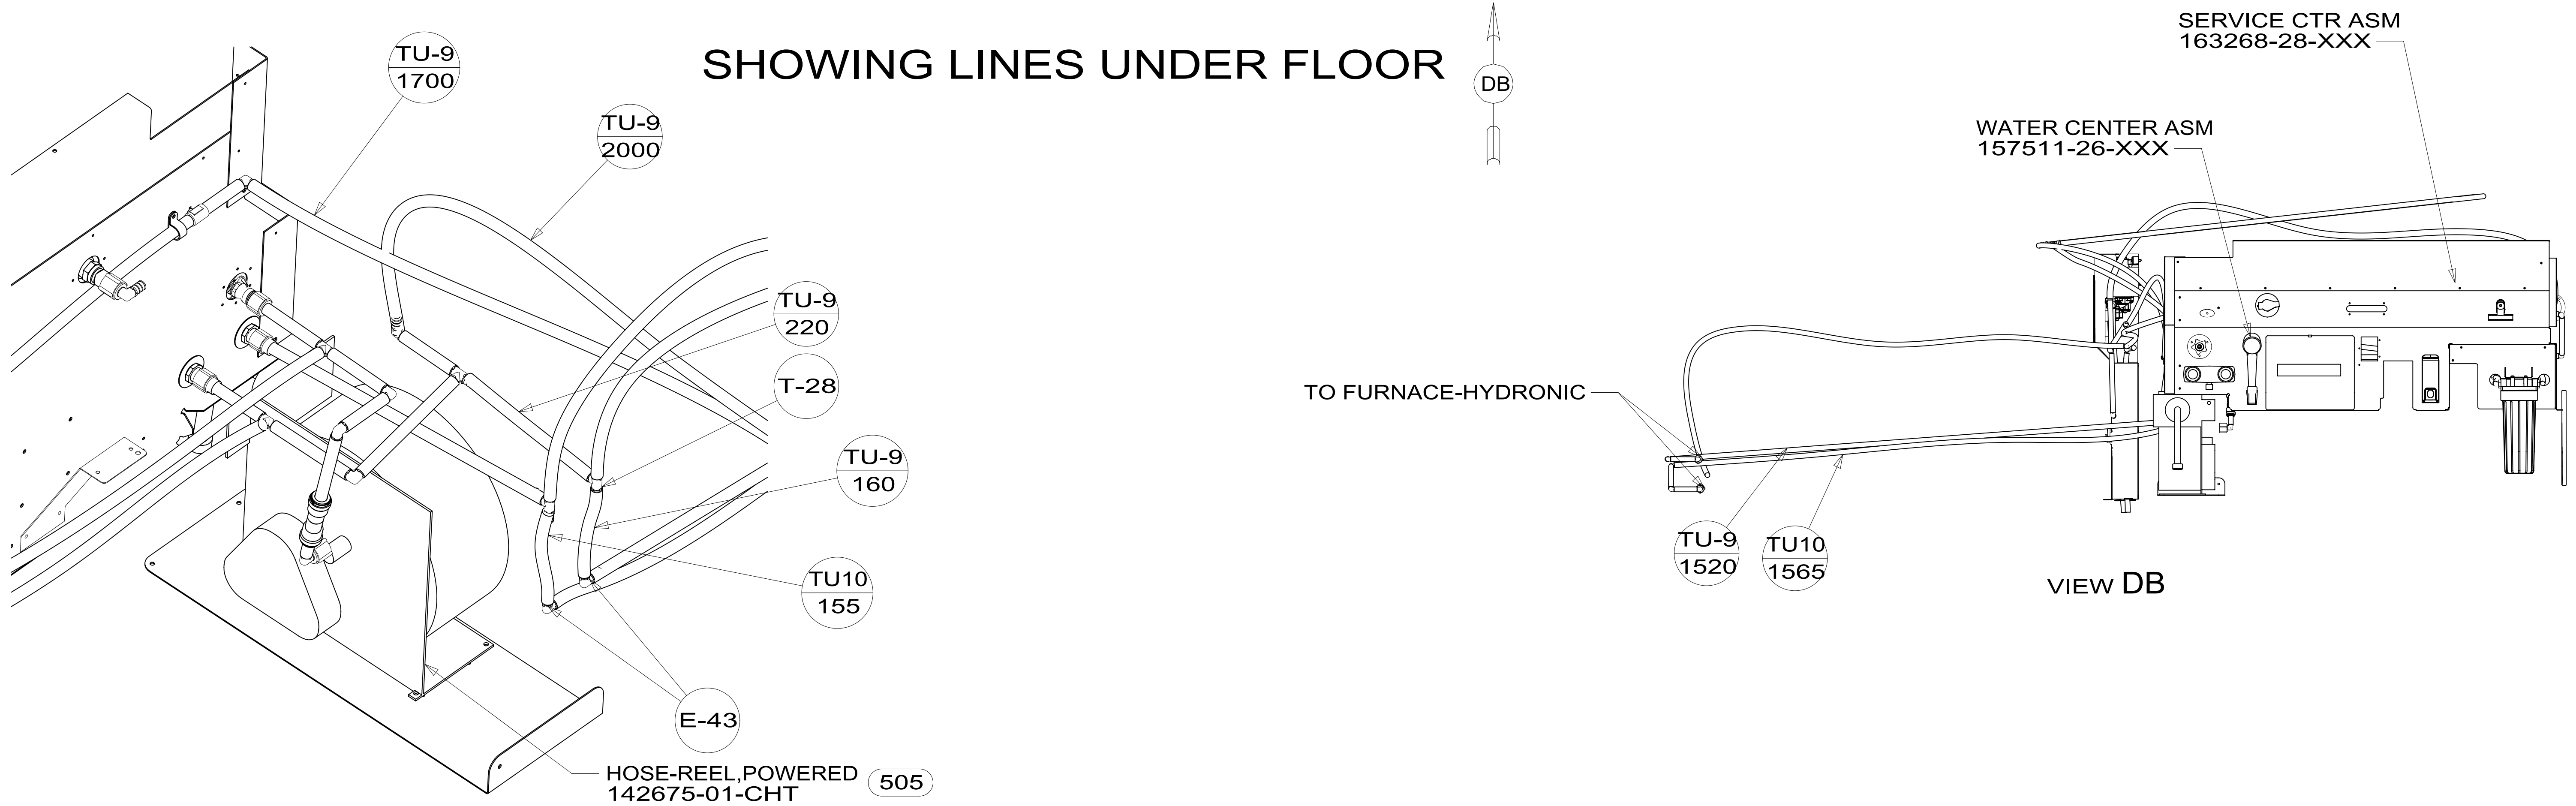 SHOWING LINES UNDER FLOOR
TU-9
1700
TU-9
2000
TU-9
220
T-28
TU-9
160
TU10
155
E-43
HOSE-REEL,POWERED
142675-01-CHT
505
DB
SERVICE CTR ASM
163268-28-XXX
WATER CENTER ASM
157511-26-XXX
TO FURNACE-HYDRONIC
TU-9
1520
TU10
1565
VIEW DB